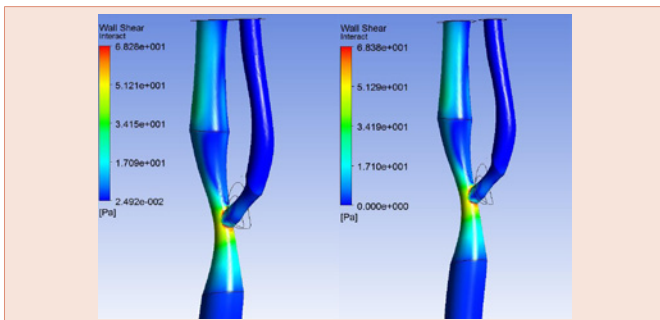 Wall Shear
Interact
6.828e+001
5.121e+001
3.415e+001
1.709e+001
2.492e-002
[Pa]
Wall Shear
Interact
6.838e+001
5.129e+001
3.419e+001
1.710e+001
0.000e+000
[Pa]